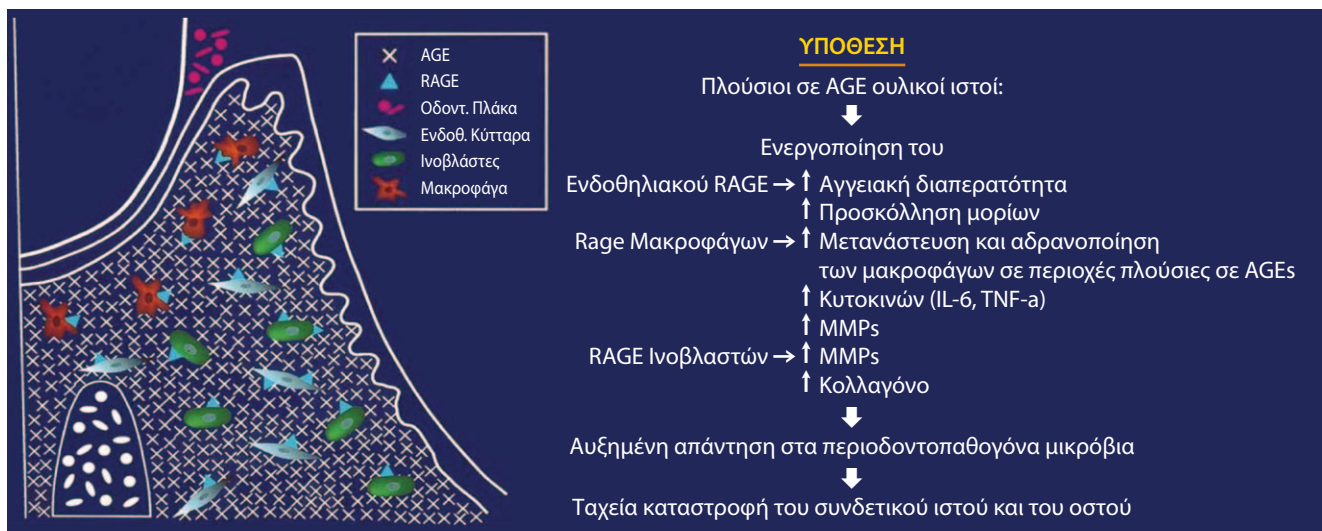 AGE
RAGE
Οδοντ. Πλάκα
Ενδοθ. Κύτταρα
Ινοβλάστες
Μακροφάγα
ΥΠΟΘΕΣΗ
Πλούσιοι σε AGE ουλικοί ιστοί:
Ενεργοποίηση του
Ενδοθηλιακού RAGE → ↑ Αγγειακή διαπερατότητα
↑ Προσκόλληση μορίων
Rage Μακροφάγων → ↑ Μετανάστευση και αδρανοποίηση
των μακροφάγων σε περιοχές πλούσιες σε AGEs
↑ Κυτοκινών (IL-6, TNF-a)
↑ MMPs
RAGE Ινοβλαστών → ↑ MMPs
↑ Κολλαγόνο
Αυξημένη απάντηση στα περιοδοντοπαθογόνα μικρόβια
Ταχεία καταστροφή του συνδετικού ιστού και του οστού